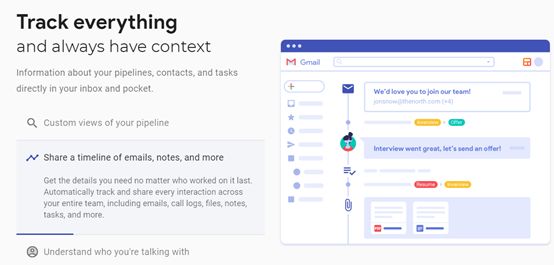 Track everything
and always have context
Information about your pipelines, contacts, and tasks
directly in your inbox and pocket.
Custom views of your pipeline
Share a timeline of emails, notes, and more
Get the details you need no matter who worked on it last.
Automatically track and share every interaction across
your entire team, including emails, call logs, files, notes,
tasks, and more.
Understand who you're talking with
Gmail
We'd love you to join our team!
jonsnow@thenorth.com (+4)
Interview
Offer
Interview went great, let's send an offer!
Resume
Interview